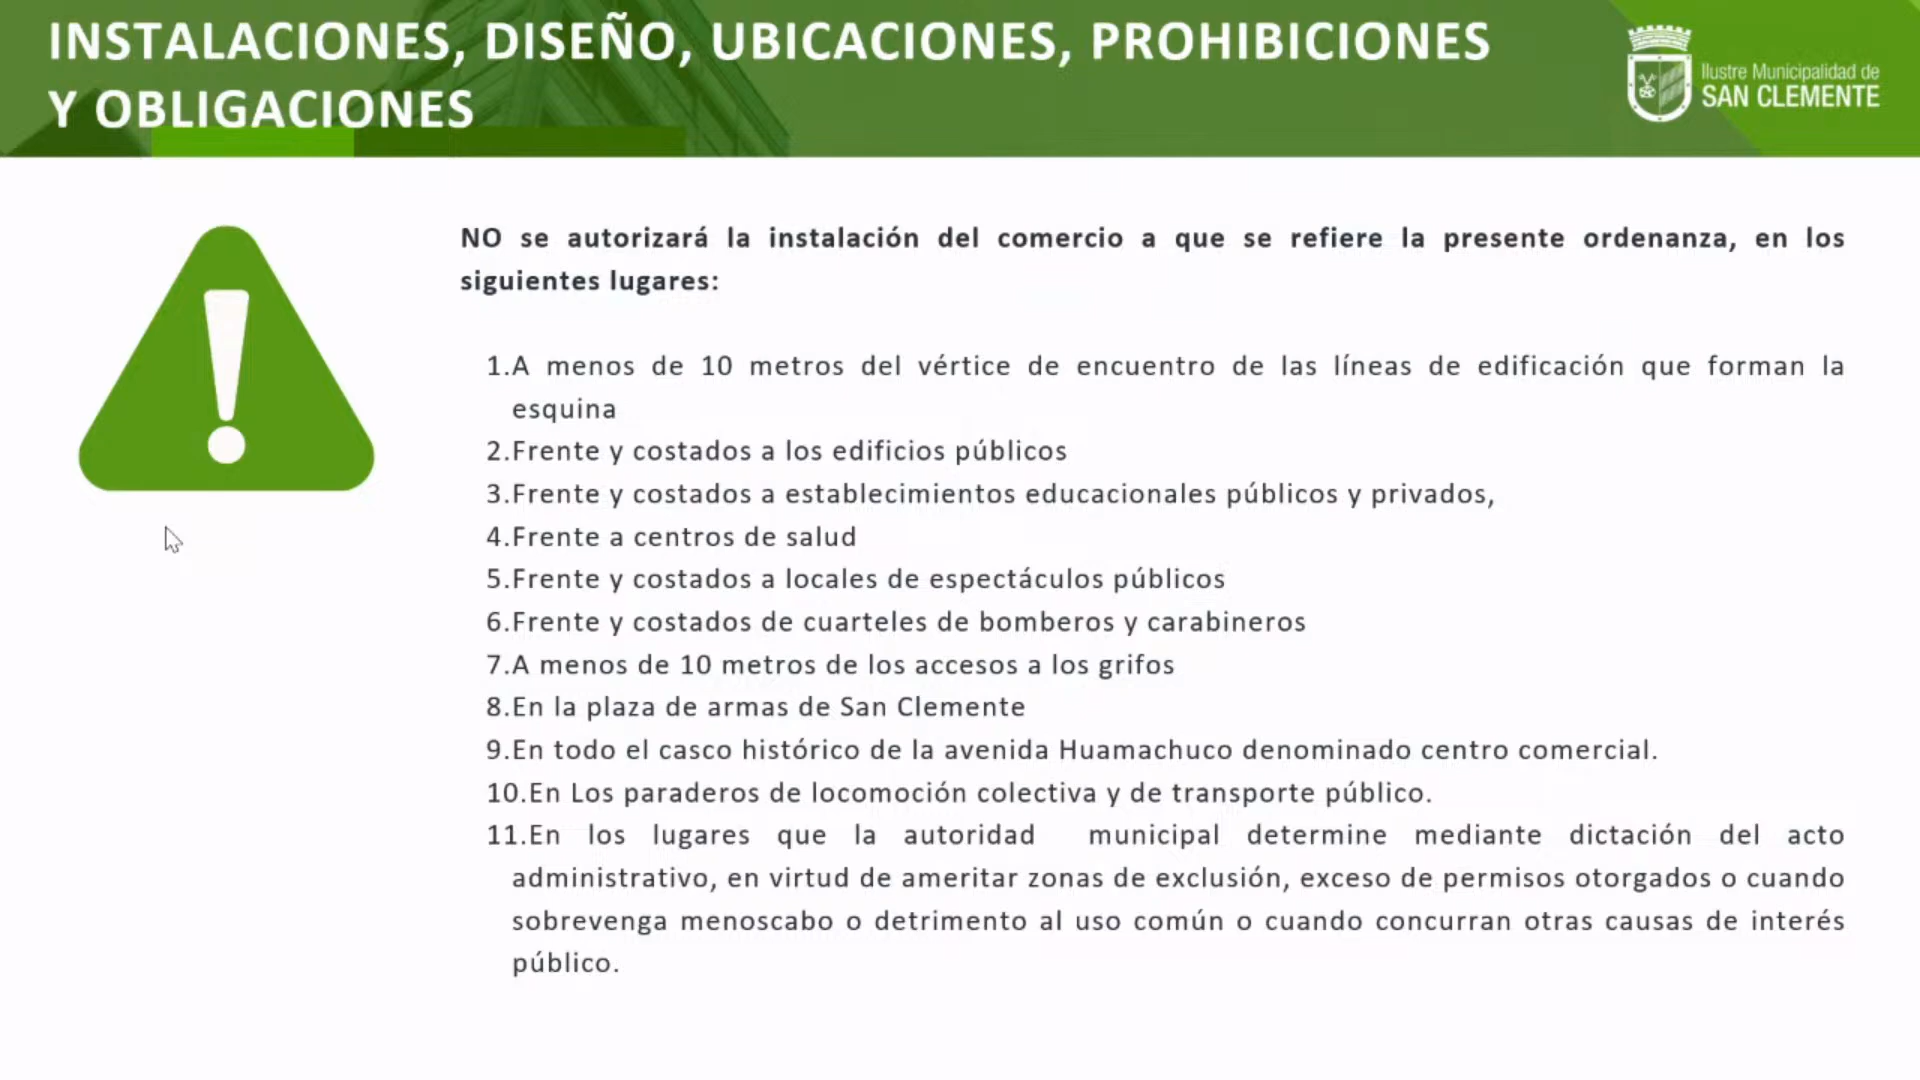 INSTALACIONES, DISEÑO, UBICACIONES, PROHIBICIONES
Y OBLIGACIONES
Ilustre Municipalidad de
SAN CLEMENTE
NO se autorizará la instalación del comercio a que se refiere la presente ordenanza, en los
siguientes lugares:
1.A menos de 10 metros del vértice de encuentro de las líneas de edificación que forman la
esquina
2.Frente y costados a los edificios públicos
3.Frente y costados a establecimientos educacionales públicos y privados,
4.Frente a centros de salud
5.Frente y costados a locales de espectáculos públicos
6.Frente y costados de cuarteles de bomberos y carabineros
7.A menos de 10 metros de los accesos a los grifos
8.En la plaza de armas de San Clemente
9.En todo el casco histórico de la avenida Huamachuco denominado centro comercial.
10.En Los paraderos de locomoción colectiva y de transporte público.
11.En los lugares que la autoridad municipal determine mediante dictación del acto
administrativo, en virtud de ameritar zonas de exclusión, exceso de permisos otorgados o cuando
sobrevenga menoscabo o detrimento al uso común o cuando concurran otras causas de interés
público.